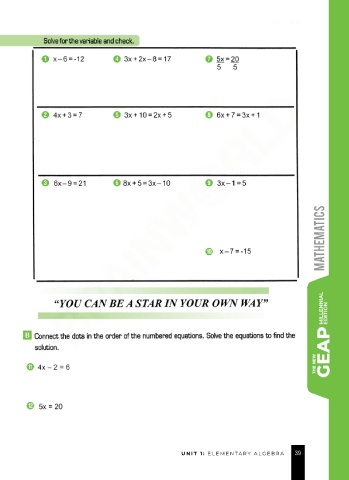 Solve for the variable and check.
1 x – 6 = -12
4 3x + 2x – 8 = 17
7 5x = 20
5 5
2 4x + 3 = 7
5 3x + 10 = 2x + 5
8 6x + 7 = 3x + 1
3 6x – 9 = 21
6 8x + 5 = 3x – 10
9 3x – 1 = 5
10 x – 7 = -15
"YOU CAN BE A STAR IN YOUR OWN WAY"
II Connect the dots in the order of the numbered equations. Solve the equations to find the
solution.
11 4x – 2 = 6
12 5x = 20
MATHEMATICS
THE NEW
GEAP MILLENNIAL
EDITION
UNIT 1: ELEMENTARY ALGEBRA 39